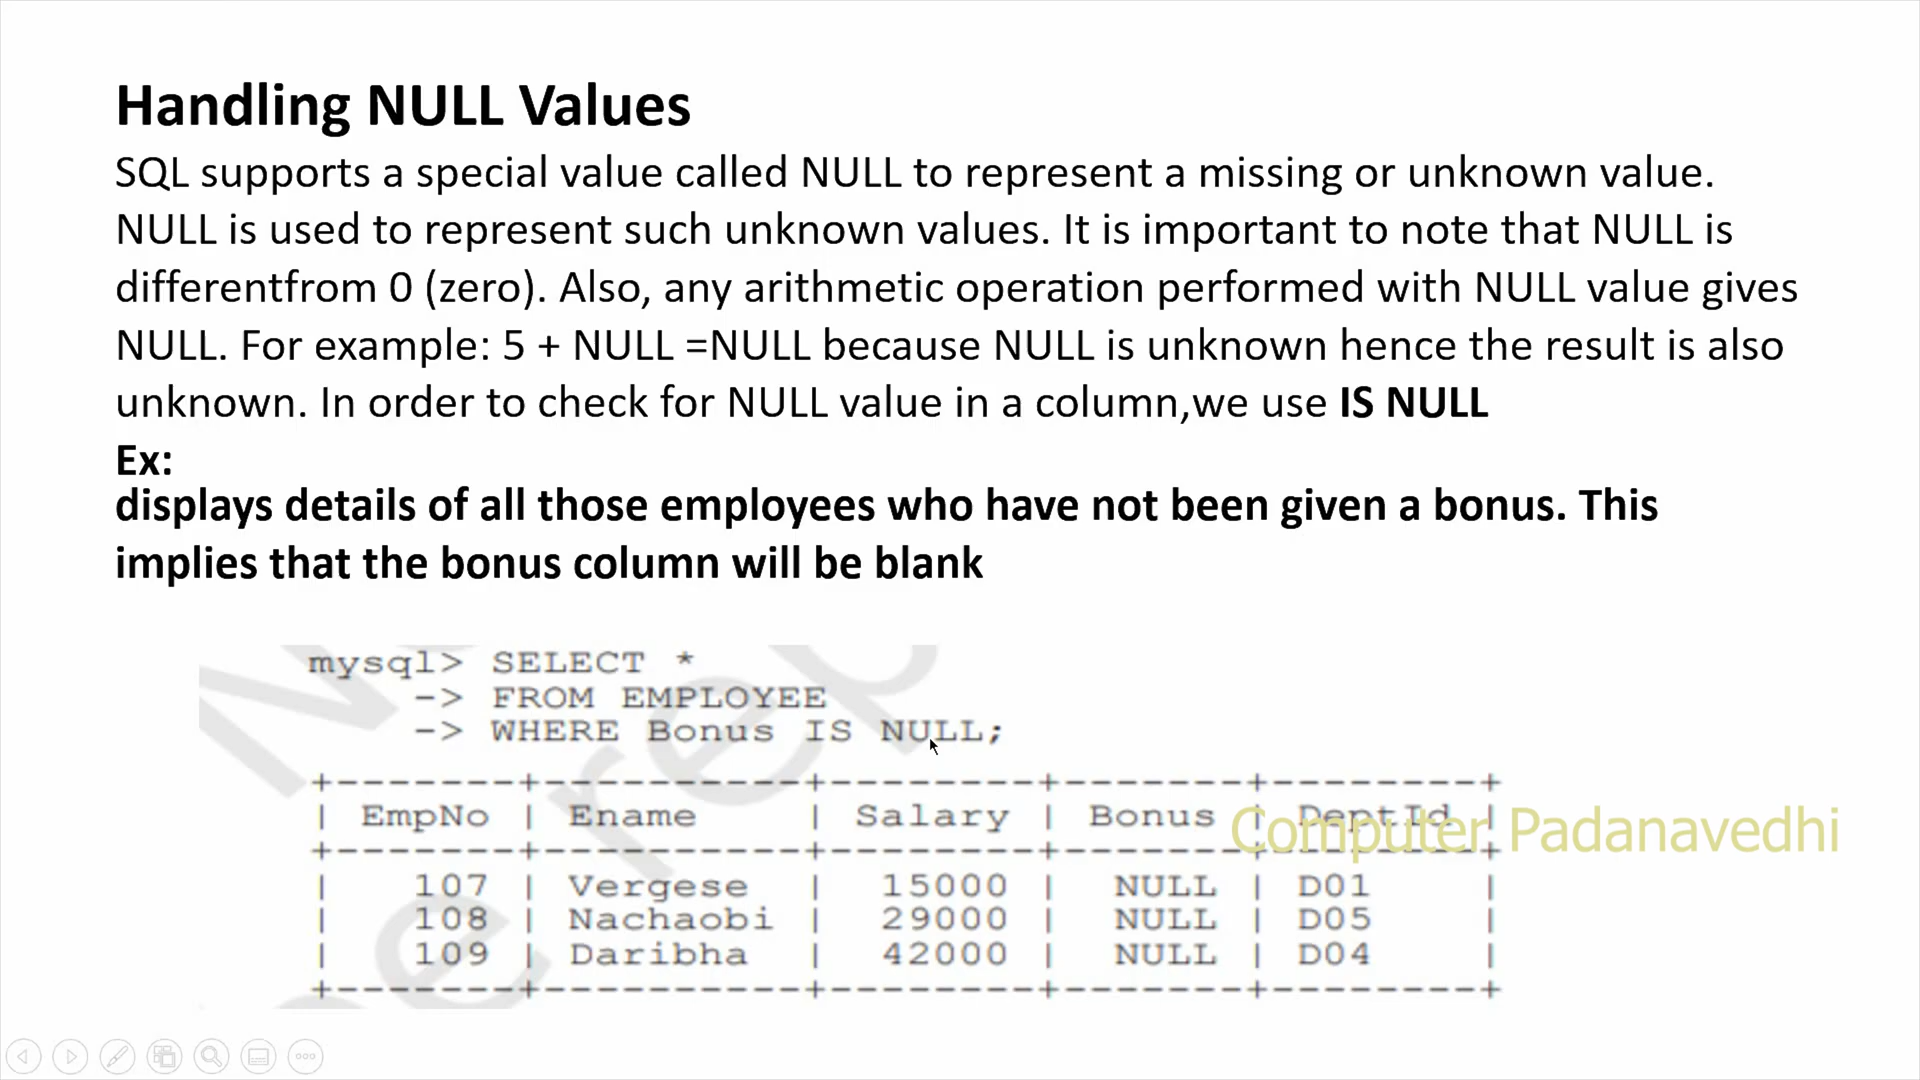 Handling NULL Values
SQL supports a special value called NULL to represent a missing or unknown value.
NULL is used to represent such unknown values. It is important to note that NULL is
differentfrom 0 (zero). Also, any arithmetic operation performed with NULL value gives
NULL. For example: 5 + NULL =NULL because NULL is unknown hence the result is also
unknown. In order to check for NULL value in a column,we use IS NULL
Ex:
displays details of all those employees who have not been given a bonus. This
implies that the bonus column will be blank
mysql> SELECT *
-> FROM EMPLOYEE
-> WHERE Bonus IS NULL;
+-------+----------+--------+-------+--------+
| EmpNo | Ename | Salary | Bonus | DeptId |
+-------+----------+--------+-------+--------+
| 107 | Vergese | 15000 | NULL | D01 |
| 108 | Nachaobi | 29000 | NULL | D05 |
| 109 | Daribha | 42000 | NULL | D04 |
+-------+----------+--------+-------+--------+
Computer Padanavedhi